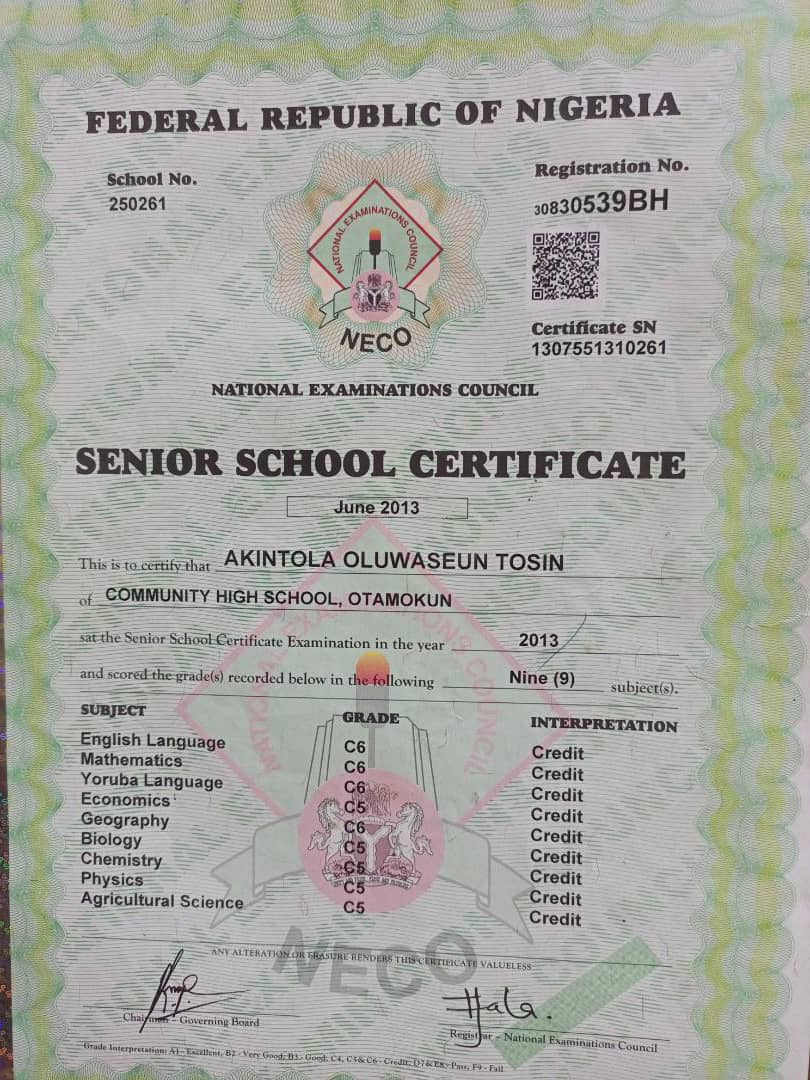 FEDERAL REPUBLIC OF NIGERIA
School No.
250261
Registration No.
30830539BH
NATIONAL EXAMINATIONS COUNCIL
NECO
Certificate SN
1307551310261
NATIONAL EXAMINATIONS COUNCIL
SENIOR SCHOOL CERTIFICATE
June 2013
This is to certify that AKINTOLA OLUWASEUN TOSIN
of COMMUNITY HIGH SCHOOL, OTAMOKUN
sat the Senior School Certificate Examination in the year 2013
and scored the grade(s) recorded below in the following Nine (9) subject(s).
SUBJECT GRADE INTERPRETATION
English Language C6 Credit
Mathematics C6 Credit
Yoruba Language C6 Credit
Economics C5 Credit
Geography C6 Credit
Biology C5 Credit
Chemistry C5 Credit
Physics C5 Credit
Agricultural Science C5 Credit
NATIONAL EXAMINATIONS COUNCIL
NECO
ANY ALTERATION OR ERASURE RENDERS THIS CERTIFICATE VALUELESS
Chairman - Governing Board
Registrar - National Examinations Council
Grade Interpretation: A1 - Excellent, B2 - Very Good, B3 - Good, C4, C5 & C6 - Credit, D7 & E8 - Pass, F9 - Fail